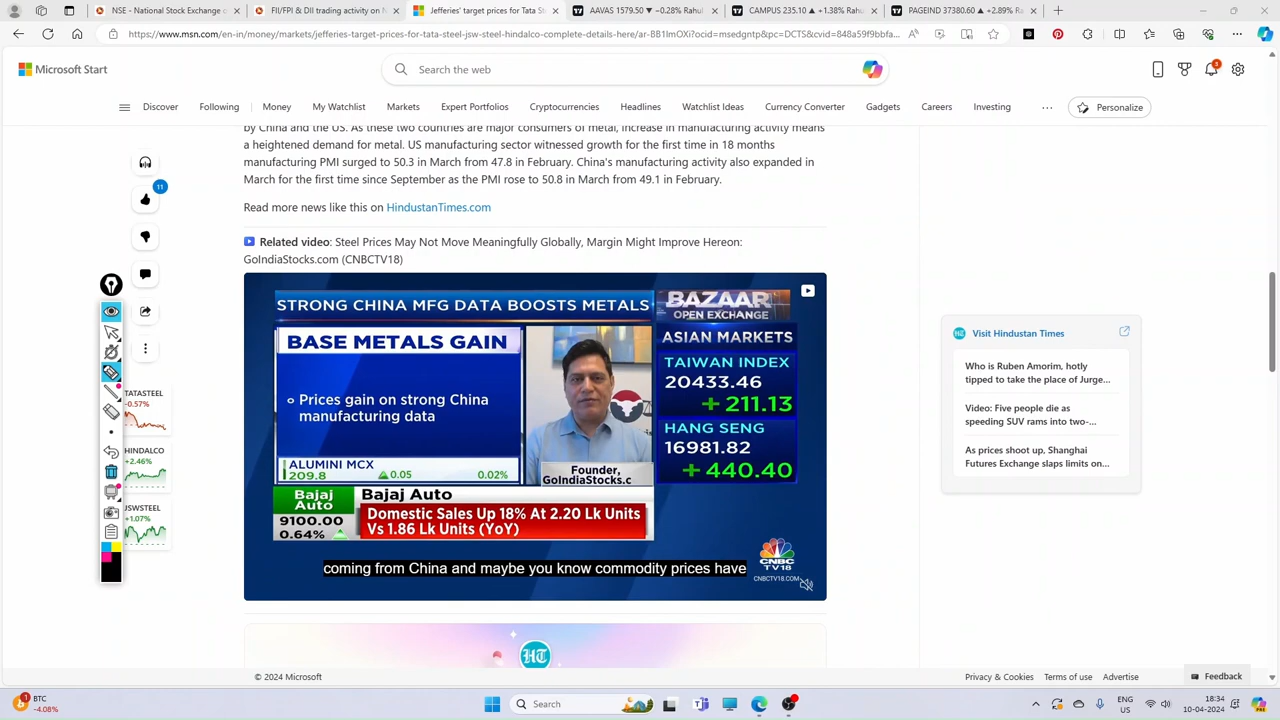 NSE - National Stock Exchange o
FII/FPI & DII trading activity on N
Jefferies' target prices for Tata St
AAVAS 1579.50 ▼ −0.28% Rahul
CAMPUS 235.10 ▲ +1.38% Rahul
PAGEIND 37380.60 ▲ +2.89% Ra
https://www.msn.com/en-in/money/markets/jefferies-target-prices-for-tata-steel-jsw-steel-hindalco-complete-details-here/ar-BB1lmOXi?ocid=msedgntp&pc=DCTS&cvid=848a59f9bbfa...
Microsoft Start
Search the web
3
Discover
Following
Money
My Watchlist
Markets
Expert Portfolios
Cryptocurrencies
Headlines
Watchlist Ideas
Currency Converter
Gadgets
Careers
Investing
...
Personalize
by China and the US. As these two countries are major consumers of metal, increase in manufacturing activity means
a heightened demand for metal. US manufacturing sector witnessed growth for the first time in 18 months
manufacturing PMI surged to 50.3 in March from 47.8 in February. China's manufacturing activity also expanded in
March for the first time since September as the PMI rose to 50.8 in March from 49.1 in February.
Read more news like this on HindustanTimes.com
Related video: Steel Prices May Not Move Meaningfully Globally, Margin Might Improve Hereon:
GoIndiaStocks.com (CNBCTV18)
11
TATASTEEL
-0.57%
HINDALCO
+2.46%
JSWSTEEL
+1.07%
STRONG CHINA MFG DATA BOOSTS METALS
BAZAAR
OPEN EXCHANGE
BASE METALS GAIN
Prices gain on strong China
manufacturing data
ASIAN MARKETS
TAIWAN INDEX
20433.46
+ 211.13
HANG SENG
16981.82
+ 440.40
ALUMINI MCX
209.82
0.05
0.02%
Founder,
GoIndiaStocks.c
Bajaj
Auto
9100.00
0.64%
Bajaj Auto
Domestic Sales Up 18% At 2.20 Lk Units
Vs 1.86 Lk Units (YoY)
coming from China and maybe you know commodity prices have
CNBC
TV18
CNBCTV18.COM
Visit Hindustan Times
Who is Ruben Amorim, hotly
tipped to take the place of Jurge...
Video: Five people die as
speeding SUV rams into two-...
As prices shoot up, Shanghai
Futures Exchange slaps limits on...
HT
© 2024 Microsoft
Privacy & Cookies
Terms of use
Advertise
Feedback
BTC
-4.08%
Search
ENG
US
18:34
10-04-2024